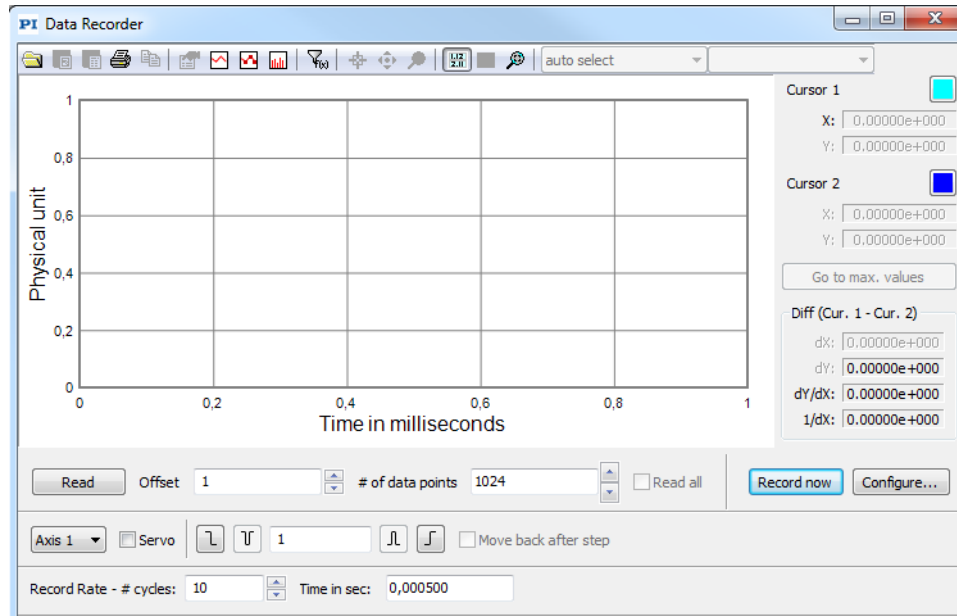 PI Data Recorder
auto select
Cursor 1
X: 0.00000e+000
Y: 0.00000e+000
Cursor 2
X: 0.00000e+000
Y: 0.00000e+000
Go to max. values
Diff (Cur. 1 - Cur. 2)
dX: 0.00000e+000
dY: 0.00000e+000
dY/dX: 0.00000e+000
1/dX: 0.00000e+000
Physical unit
1
0,8
0,6
0,4
0,2
0
0 0,2 0,4 0,6 0,8 1
Time in milliseconds
Read Offset 1 # of data points 1024 Read all Record now Configure...
Axis 1 Servo 1 Move back after step
Record Rate - # cycles: 10 Time in sec: 0,000500